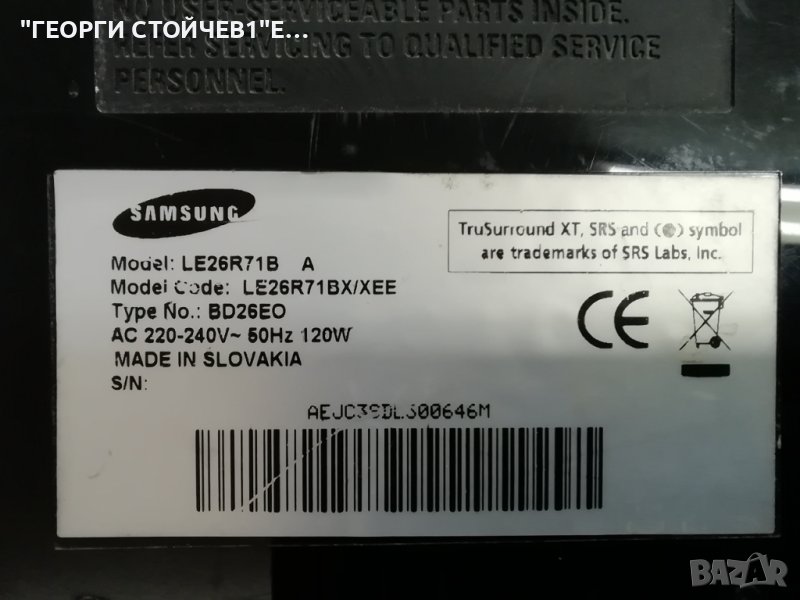 "ГЕОРГИ СТОЙЧЕВ1"Е...
NO USER-SERVICEABLE PARTS INSIDE.
REFER SERVICING TO QUALIFIED SERVICE
PERSONNEL.
SAMSUNG
Model: LE26R71B A
Model Code: LE26R71BX/XEE
Type No.: BD26EO
AC 220-240V~ 50Hz 120W
MADE IN SLOVAKIA
S/N:
TruSurround XT, SRS and (●) symbol
are trademarks of SRS Labs, Inc.
CE
BAZAR